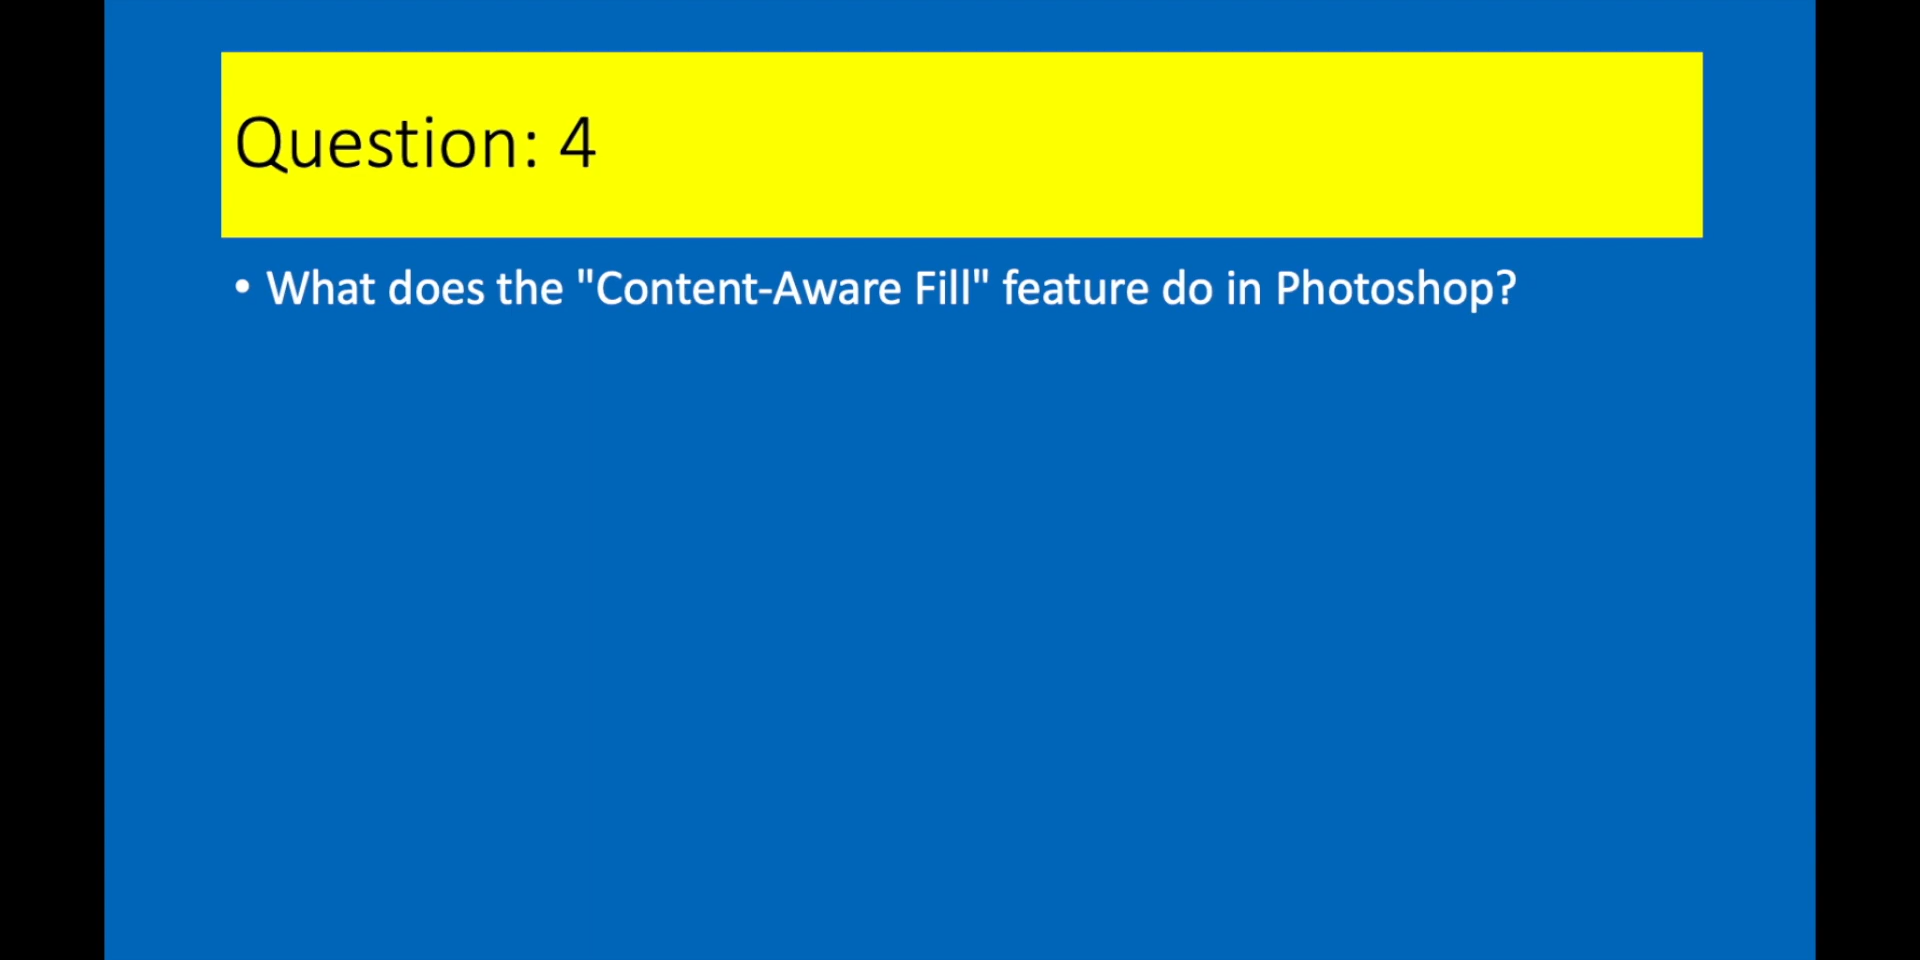 Question: 4
• What does the "Content-Aware Fill" feature do in Photoshop?